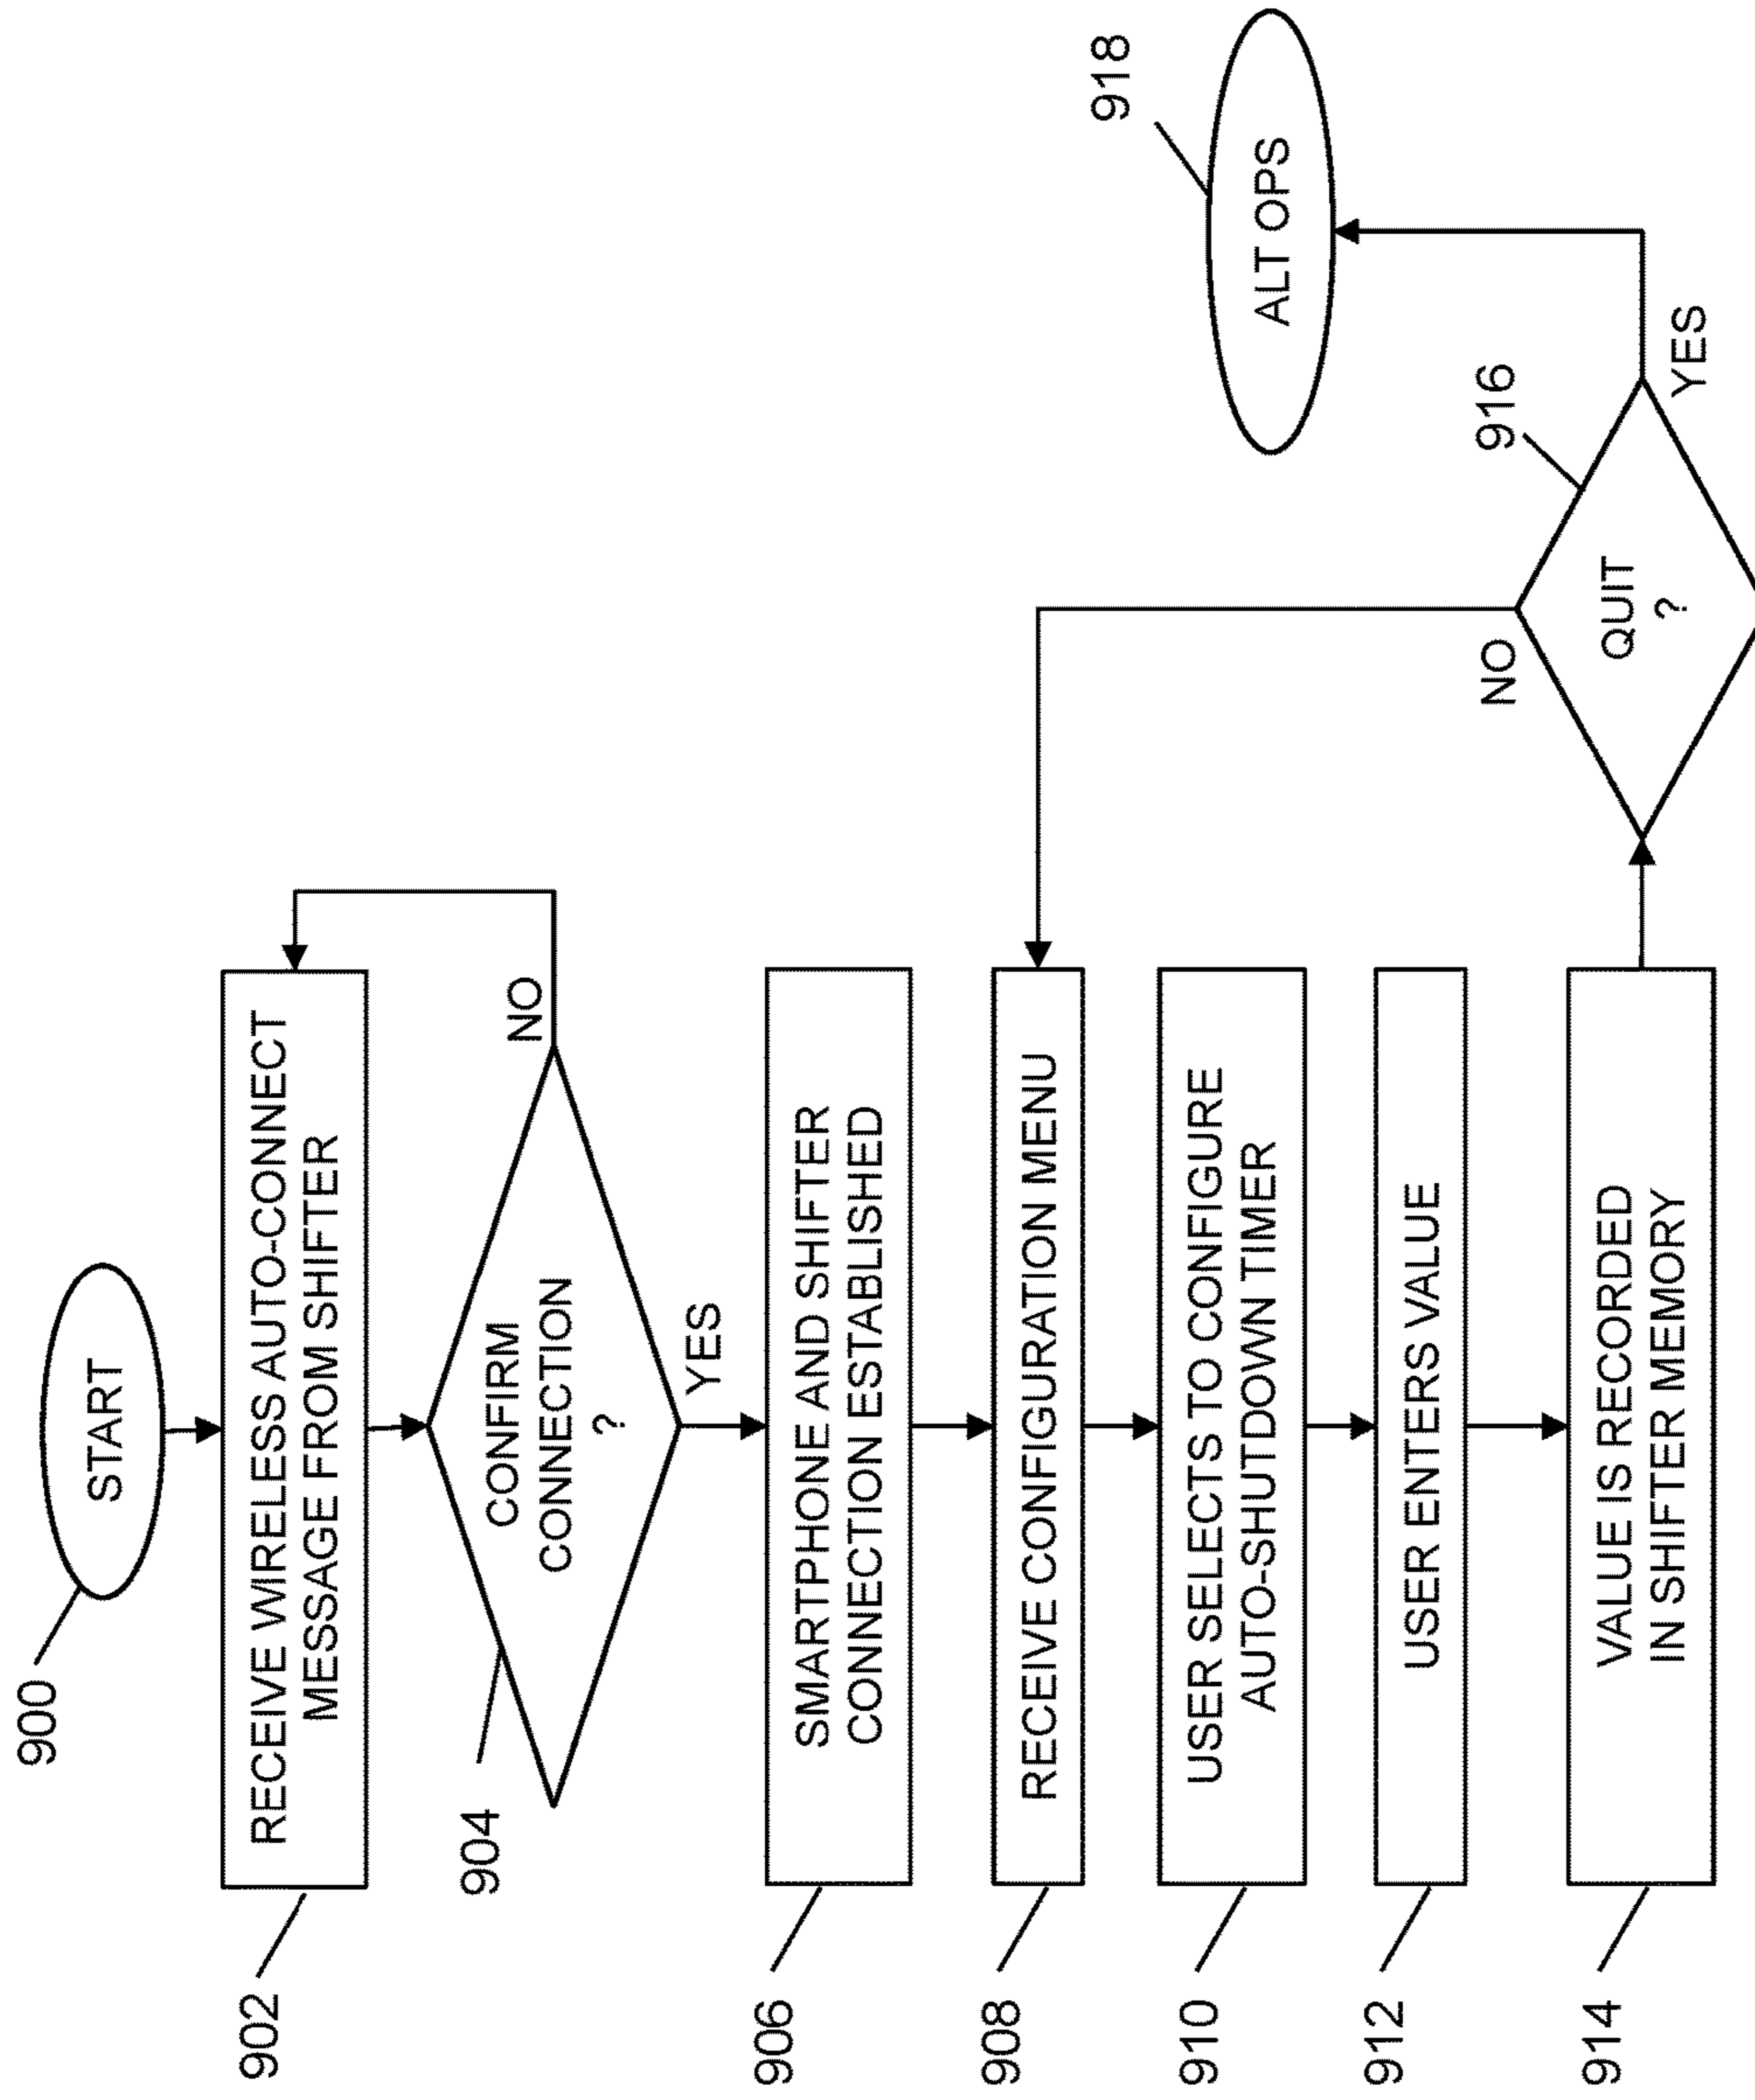 900
START
902
RECEIVE WIRELESS AUTO-CONNECT
MESSAGE FROM SHIFTER
904
CONFIRM
CONNECTION
?
NO
YES
906
SMARTPHONE AND SHIFTER
CONNECTION ESTABLISHED
908
RECEIVE CONFIGURATION MENU
910
USER SELECTS TO CONFIGURE
AUTO-SHUTDOWN TIMER
912
USER ENTERS VALUE
914
VALUE IS RECORDED
IN SHIFTER MEMORY
916
QUIT
?
NO
YES
918
ALT OPS